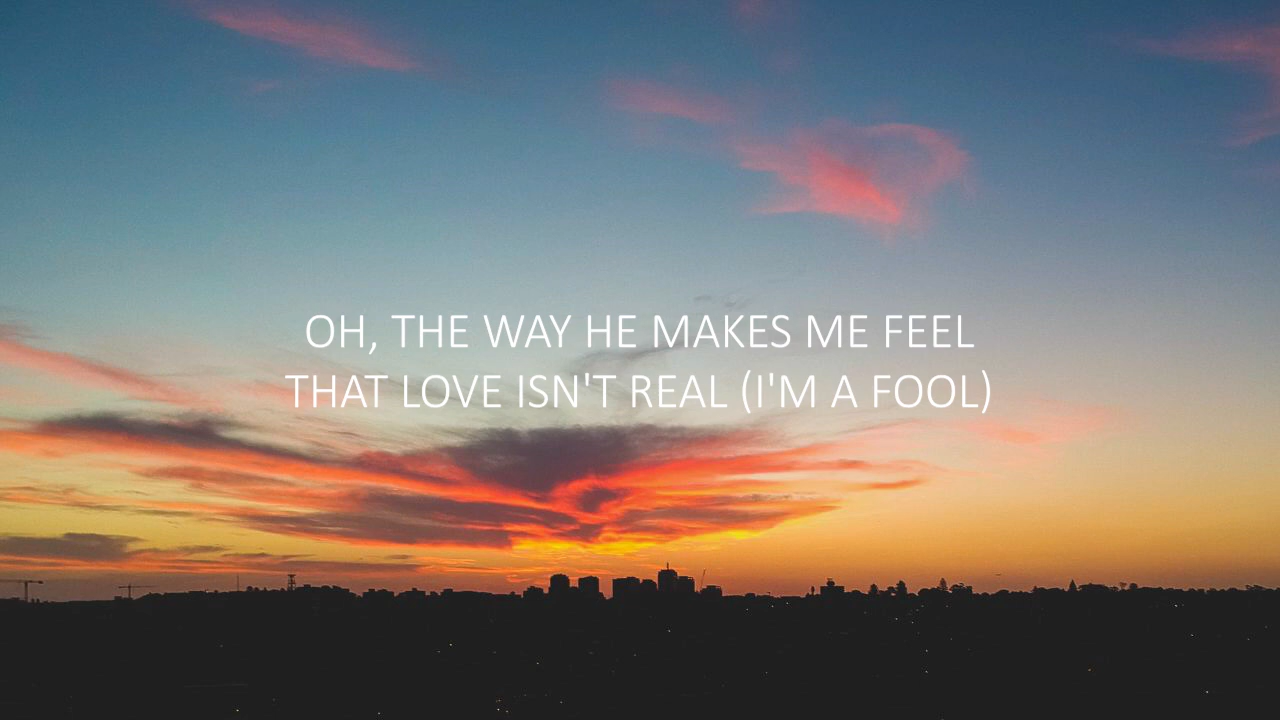 OH, THE WAY HE MAKES ME FEEL
THAT LOVE ISN'T REAL (I'M A FOOL)